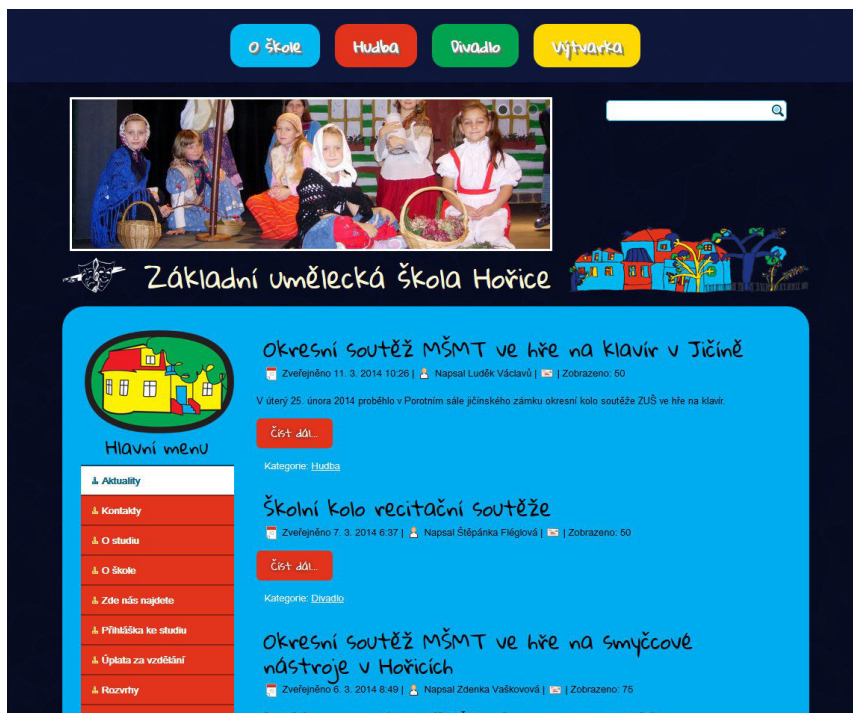 O škole Hudba Divadlo Výtvarka
Základní umělecká škola Hořice
Hlavní menu
Aktuality
Kontakty
O studiu
O škole
Zde nás najdete
Přihláška ke studiu
Úplata za vzdělání
Rozvrhy
Okresní soutěž MŠMT ve hře na klavír v Jičíně
Zveřejněno 11. 3. 2014 10:26 | Napsal Luděk Václavů | | Zobrazeno: 50
V úterý 25. února 2014 proběhlo v Porotním sále jičínského zámku okresní kolo soutěže ZUŠ ve hře na klavír.
Číst dál...
Kategorie: Hudba
Školní kolo recitační soutěže
Zveřejněno 7. 3. 2014 6:37 | Napsal Štěpánka Fléglová | | Zobrazeno: 50
Číst dál...
Kategorie: Divadlo
Okresní soutěž MŠMT ve hře na smyčcové
nástroje v Hořicích
Zveřejněno 6. 3. 2014 8:49 | Napsal Zdenka Vaškovová | | Zobrazeno: 75